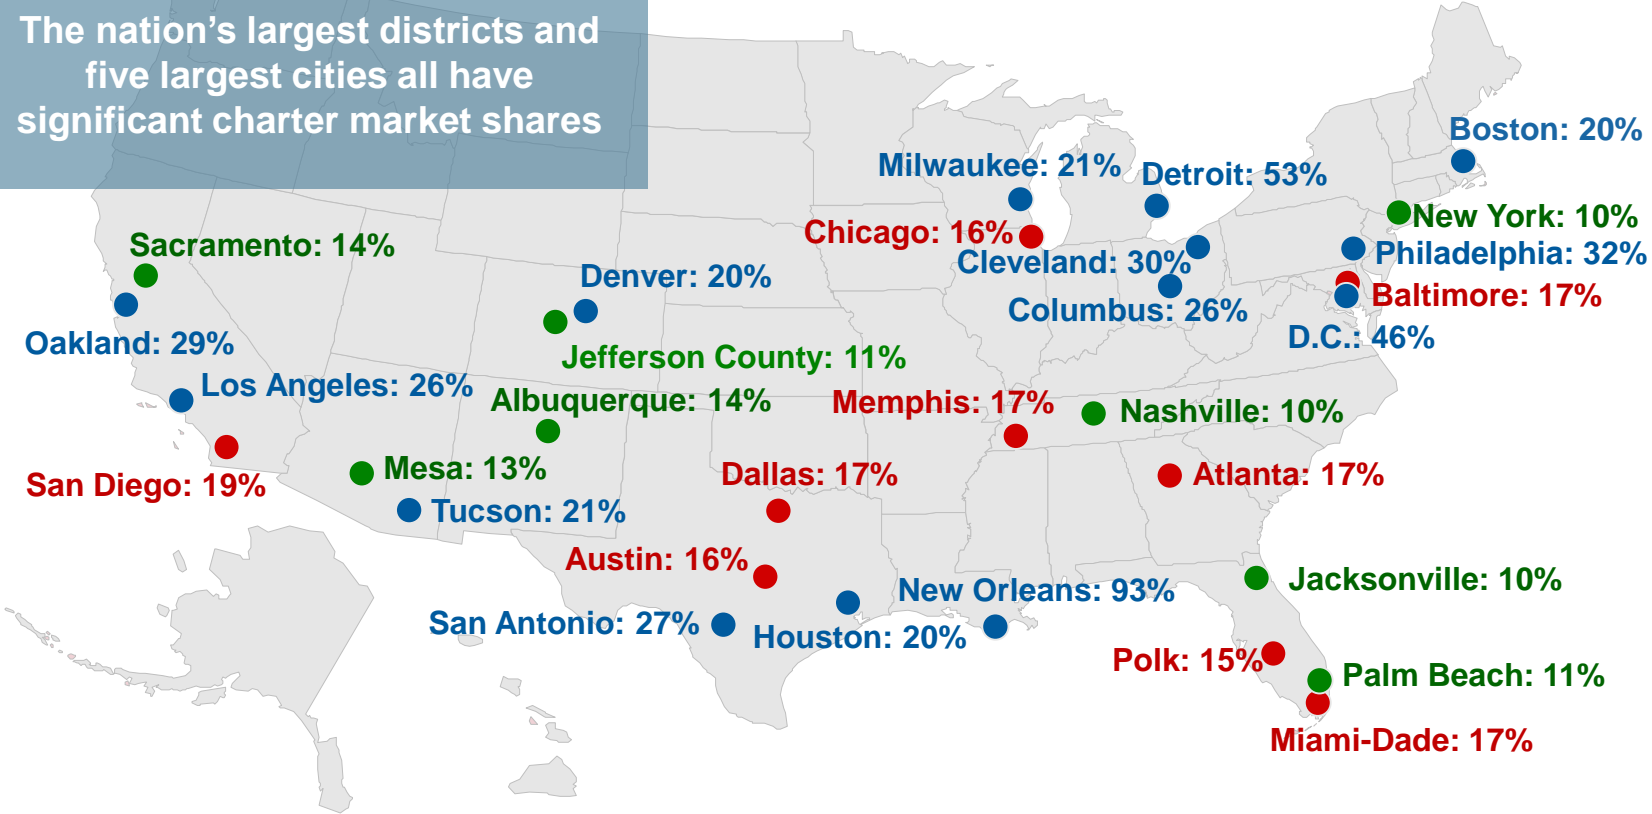 The nation’s largest districts and
five largest cities all have
significant charter market shares
Boston: 20%
Milwaukee: 21%
Detroit: 53%
New York: 10%
Chicago: 16%
Sacramento: 14%
Philadelphia: 32%
Cleveland: 30%
Denver: 20%
Baltimore: 17%
Columbus: 26%
D.C.: 46%
Oakland: 29%
Jefferson County: 11%
Los Angeles: 26%
Albuquerque: 14%
Memphis: 17%
Nashville: 10%
Mesa: 13%
Dallas: 17%
Atlanta: 17%
San Diego: 19%
Tucson: 21%
Austin: 16%
Jacksonville: 10%
New Orleans: 93%
San Antonio: 27%
Houston: 20%
Polk: 15%
Palm Beach: 11%
Miami-Dade: 17%